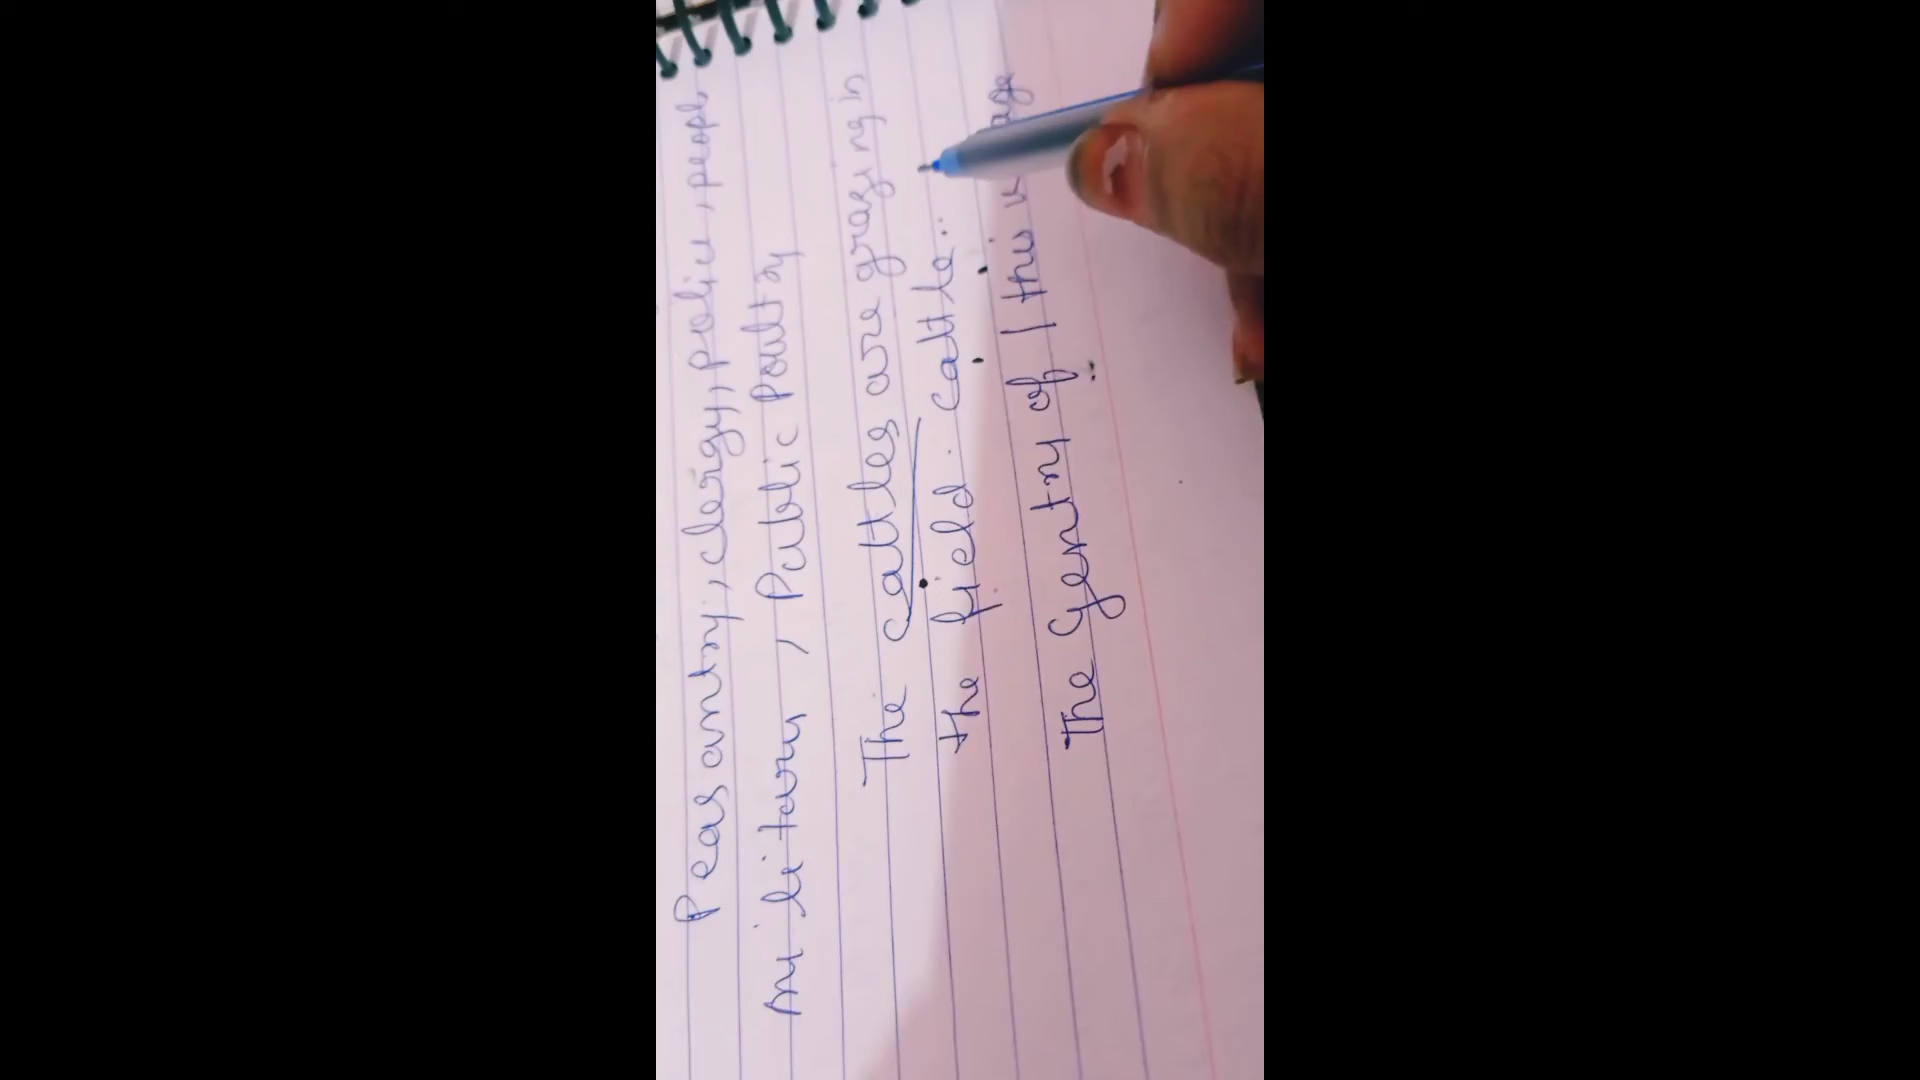 Peasantry, clergy, police, people
military, Public Poultry
The cattles are grazing in
the field. cattle...
The Gentry of / this